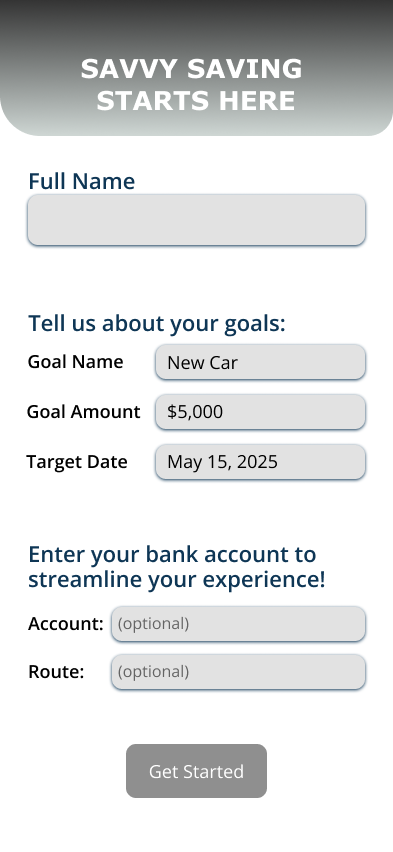 SAVVY SAVING
STARTS HERE
Full Name
Tell us about your goals:
Goal Name New Car
Goal Amount $5,000
Target Date May 15, 2025
Enter your bank account to
streamline your experience!
Account: (optional)
Route: (optional)
Get Started